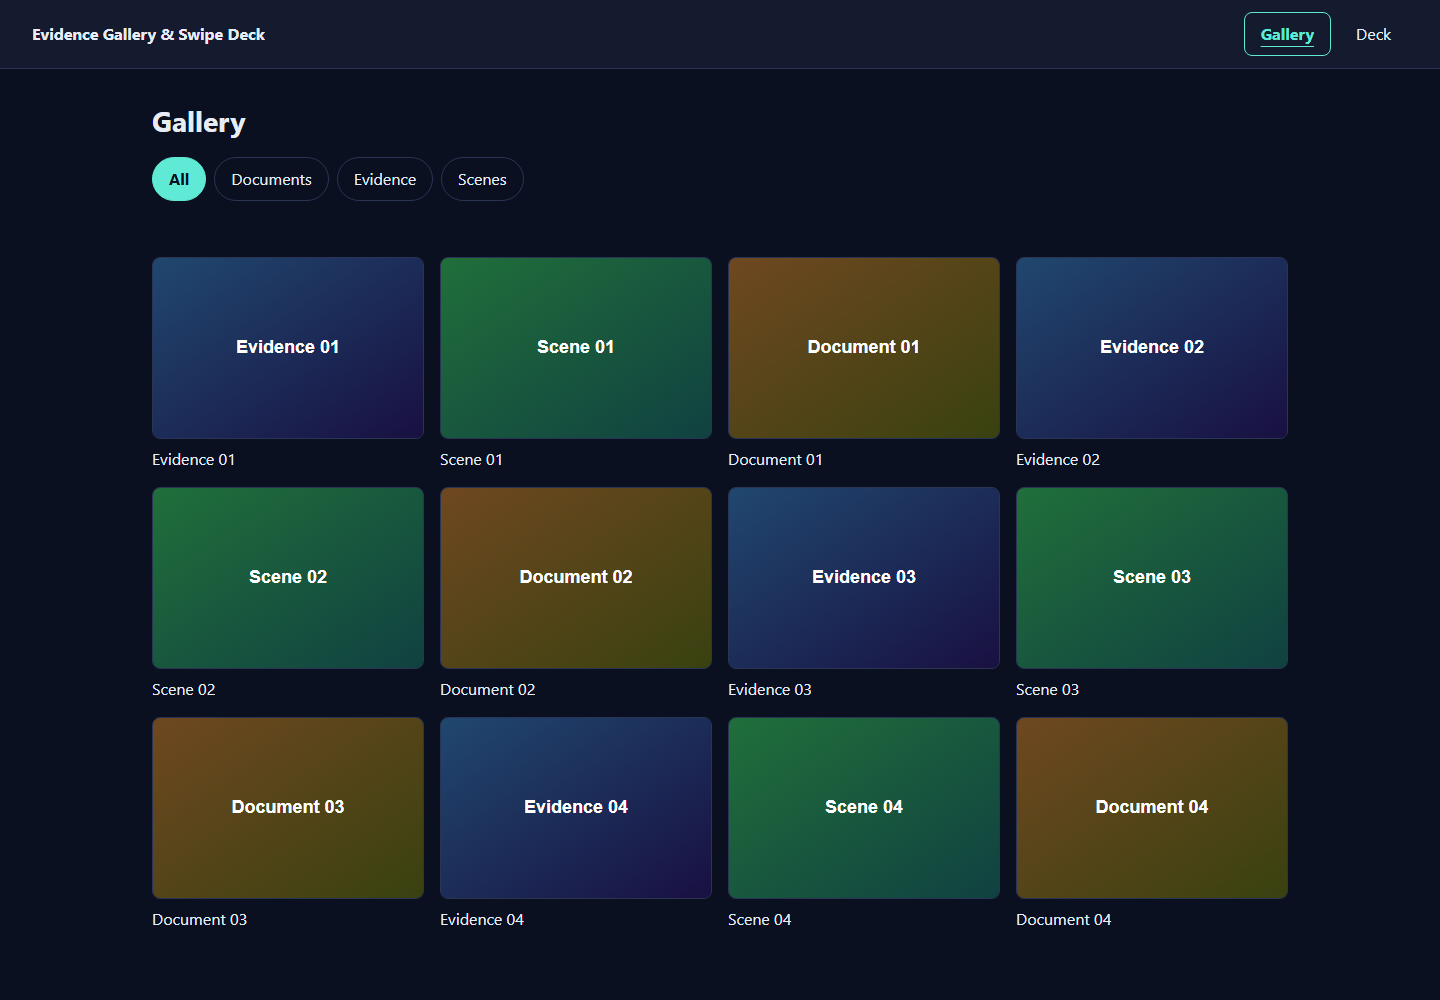 Evidence Gallery & Swipe Deck
Gallery
Deck
Gallery
All
Documents
Evidence
Scenes
Evidence 01
Scene 01
Document 01
Evidence 02
Evidence 01
Scene 01
Document 01
Evidence 02
Scene 02
Document 02
Evidence 03
Scene 03
Scene 02
Document 02
Evidence 03
Scene 03
Document 03
Evidence 04
Scene 04
Document 04
Document 03
Evidence 04
Scene 04
Document 04